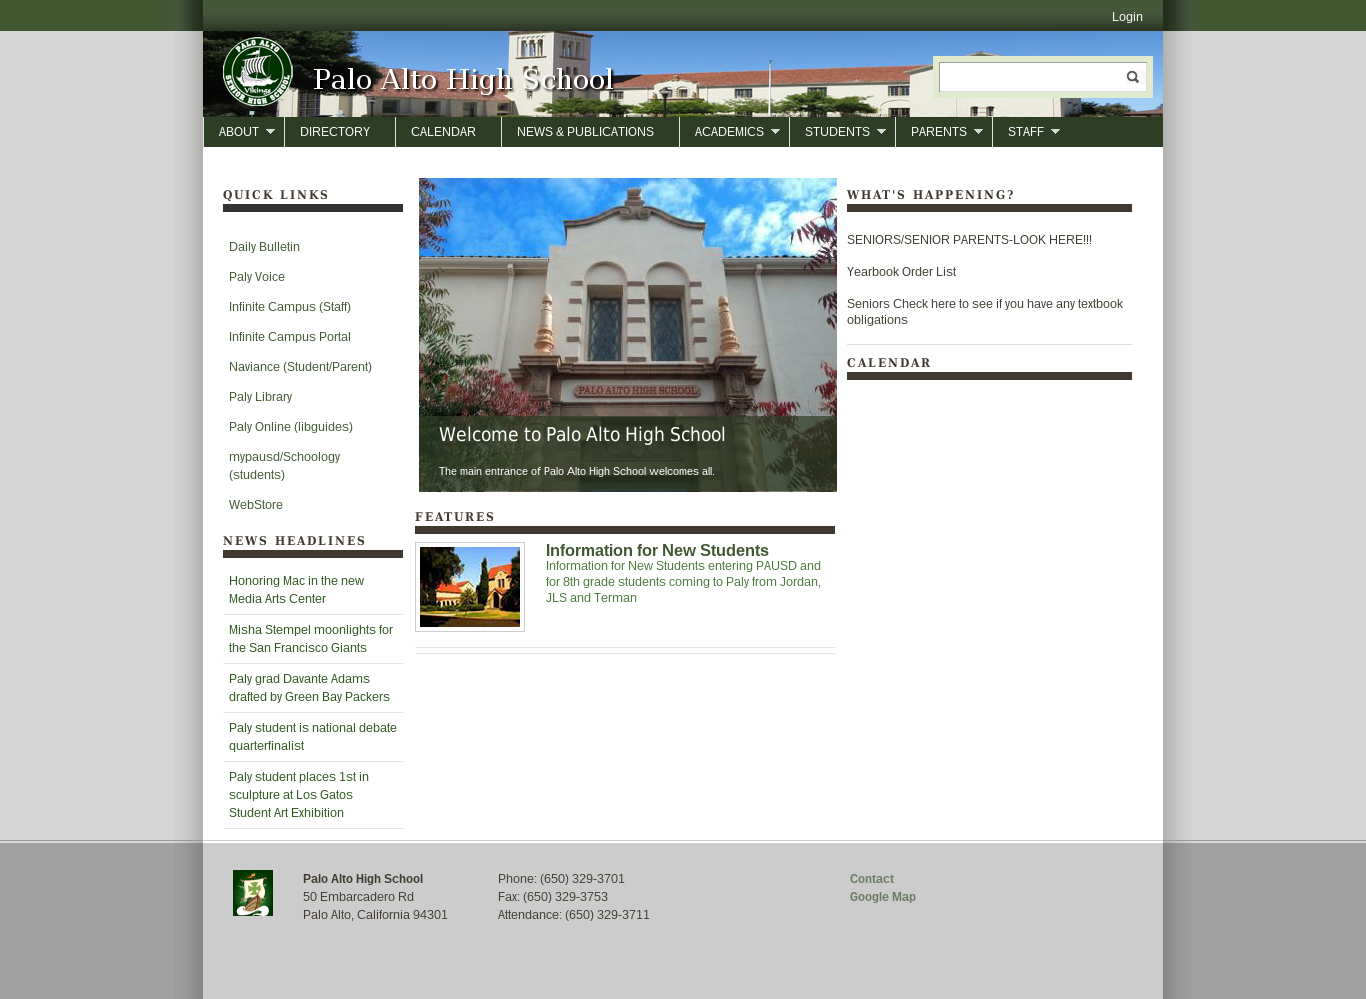 Login
PALO ALTO
Vikings
SENIOR HIGH SCHOOL
Palo Alto High School
ABOUT
DIRECTORY
CALENDAR
NEWS & PUBLICATIONS
ACADEMICS
STUDENTS
PARENTS
STAFF
QUICK LINKS
Daily Bulletin
Paly Voice
Infinite Campus (Staff)
Infinite Campus Portal
Naviance (Student/Parent)
Paly Library
Paly Online (libguides)
mypausd/Schoology
(students)
WebStore
NEWS HEADLINES
Honoring Mac in the new
Media Arts Center
Misha Stempel moonlights for
the San Francisco Giants
Paly grad Davante Adams
drafted by Green Bay Packers
Paly student is national debate
quarterfinalist
Paly student places 1st in
sculpture at Los Gatos
Student Art Exhibition
PALO ALTO HIGH SCHOOL
Welcome to Palo Alto High School
The main entrance of Palo Alto High School welcomes all.
FEATURES
Information for New Students
Information for New Students entering PAUSD and
for 8th grade students coming to Paly from Jordan,
JLS and Terman
WHAT'S HAPPENING?
SENIORS/SENIOR PARENTS-LOOK HERE!!!
Yearbook Order List
Seniors Check here to see if you have any textbook
obligations
CALENDAR
Palo Alto High School
50 Embarcadero Rd
Palo Alto, California 94301
Phone: (650) 329-3701
Fax: (650) 329-3753
Attendance: (650) 329-3711
Contact
Google Map